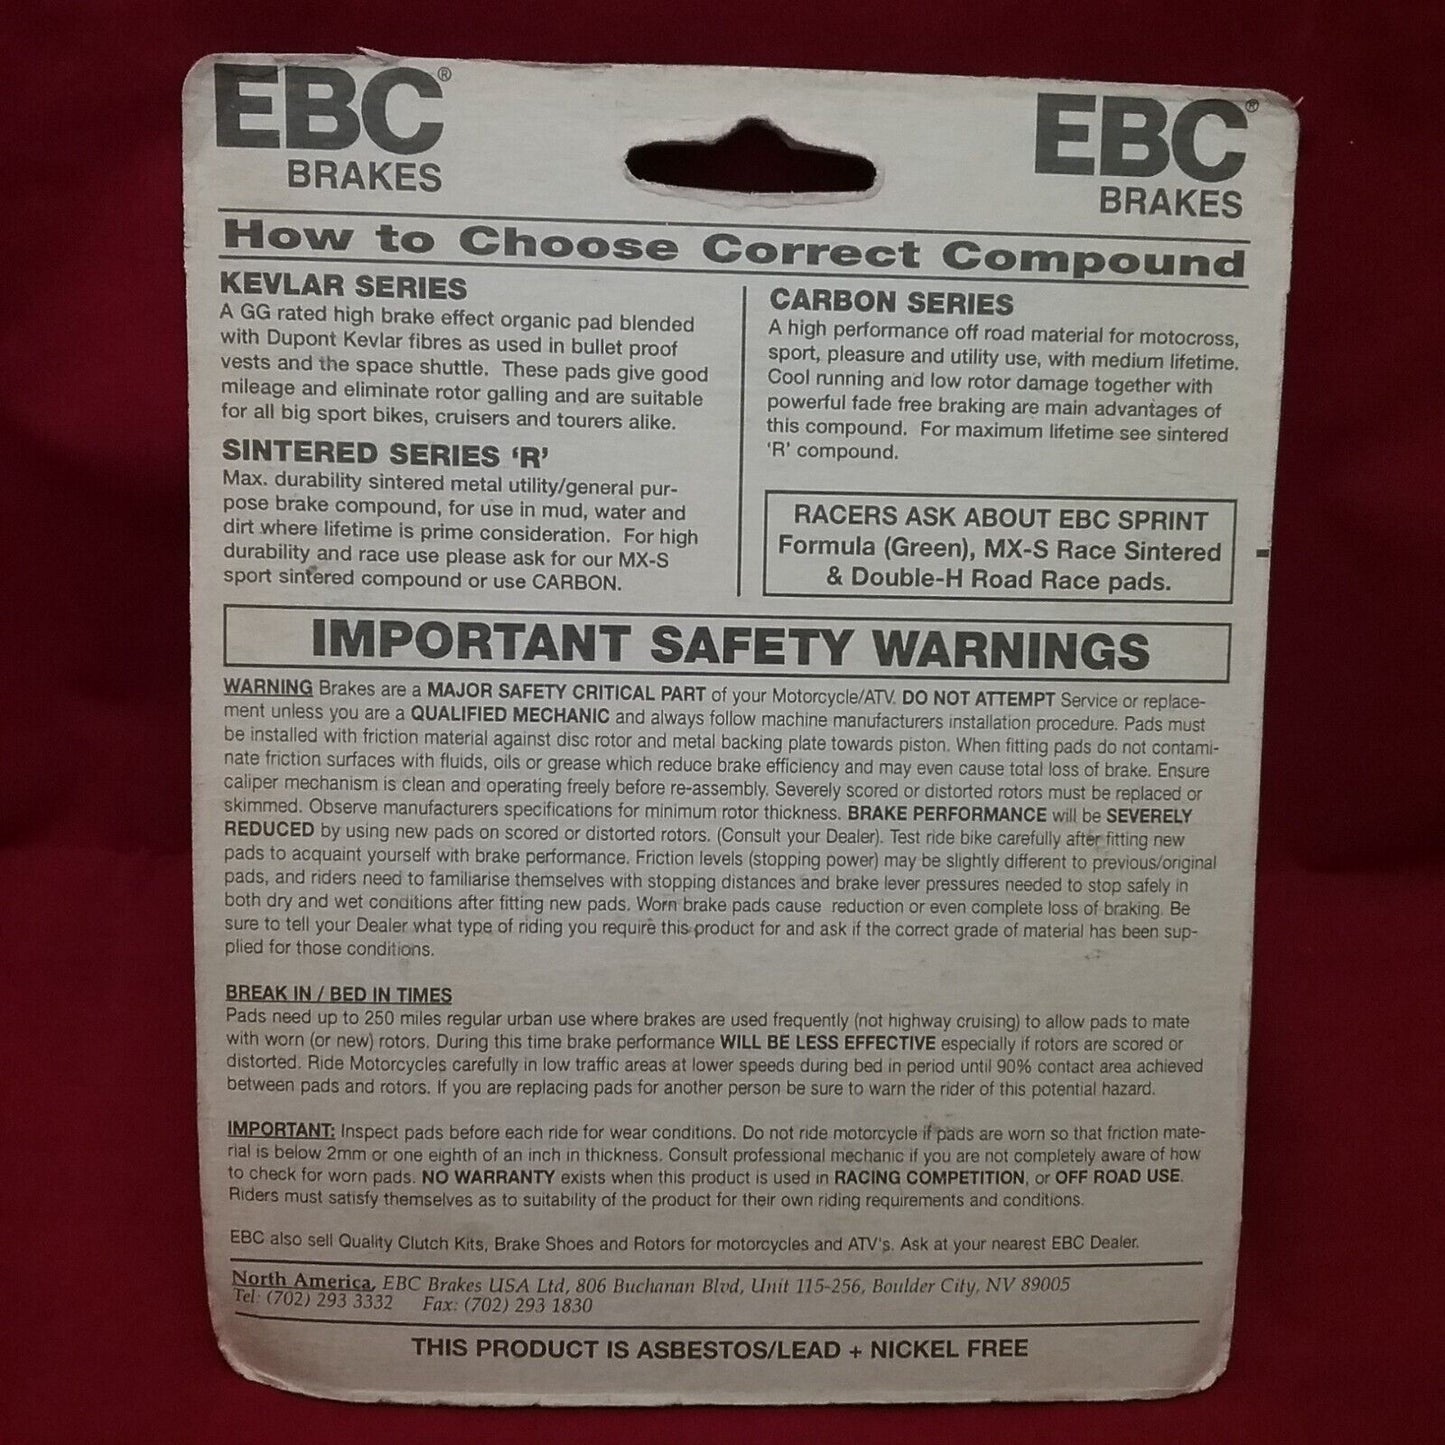 EBC®
BRAKES
EBC®
BRAKES
How to Choose Correct Compound
KEVLAR SERIES
A GG rated high brake effect organic pad blended
with Dupont Kevlar fibres as used in bullet proof
vests and the space shuttle. These pads give good
mileage and eliminate rotor galling and are suitable
for all big sport bikes, cruisers and tourers alike.
SINTERED SERIES ‘R’
Max. durability sintered metal utility/general pur-
pose brake compound, for use in mud, water and
dirt where lifetime is prime consideration. For high
durability and race use please ask for our MX-S
sport sintered compound or use CARBON.
CARBON SERIES
A high performance off road material for motocross,
sport, pleasure and utility use, with medium lifetime.
Cool running and low rotor damage together with
powerful fade free braking are main advantages of
this compound. For maximum lifetime see sintered
‘R’ compound.
RACERS ASK ABOUT EBC SPRINT
Formula (Green), MX-S Race Sintered
& Double-H Road Race pads.
IMPORTANT SAFETY WARNINGS
WARNING Brakes are a MAJOR SAFETY CRITICAL PART of your Motorcycle/ATV. DO NOT ATTEMPT Service or replace-
ment unless you are a QUALIFIED MECHANIC and always follow machine manufacturers installation procedure. Pads must
be installed with friction material against disc rotor and metal backing plate towards piston. When fitting pads do not contami-
nate friction surfaces with fluids, oils or grease which reduce brake efficiency and may even cause total loss of brake. Ensure
caliper mechanism is clean and operating freely before re-assembly. Severely scored or distorted rotors must be replaced or
skimmed. Observe manufacturers specifications for minimum rotor thickness. BRAKE PERFORMANCE will be SEVERELY
REDUCED by using new pads on scored or distorted rotors. (Consult your Dealer). Test ride bike carefully after fitting new
pads to acquaint yourself with brake performance. Friction levels (stopping power) may be slightly different to previous/original
pads, and riders need to familiarise themselves with stopping distances and brake lever pressures needed to stop safely in
both dry and wet conditions after fitting new pads. Worn brake pads cause reduction or even complete loss of braking. Be
sure to tell your Dealer what type of riding you require this product for and ask if the correct grade of material has been sup-
plied for those conditions.
BREAK IN / BED IN TIMES
Pads need up to 250 miles regular urban use where brakes are used frequently (not highway cruising) to allow pads to mate
with worn (or new) rotors. During this time brake performance WILL BE LESS EFFECTIVE especially if rotors are scored or
distorted. Ride Motorcycles carefully in low traffic areas at lower speeds during bed in period until 90% contact area achieved
between pads and rotors. If you are replacing pads for another person be sure to warn the rider of this potential hazard.
IMPORTANT: Inspect pads before each ride for wear conditions. Do not ride motorcycle if pads are worn so that friction mate-
rial is below 2mm or one eighth of an inch in thickness. Consult professional mechanic if you are not completely aware of how
to check for worn pads. NO WARRANTY exists when this product is used in RACING COMPETITION, or OFF ROAD USE.
Riders must satisfy themselves as to suitability of the product for their own riding requirements and conditions.
EBC also sell Quality Clutch Kits, Brake Shoes and Rotors for motorcycles and ATV's. Ask at your nearest EBC Dealer.
North America, EBC Brakes USA Ltd, 806 Buchanan Blvd, Unit 115-256, Boulder City, NV 89005
Tel: (702) 293 3332 Fax: (702) 293 1830
THIS PRODUCT IS ASBESTOS/LEAD + NICKEL FREE